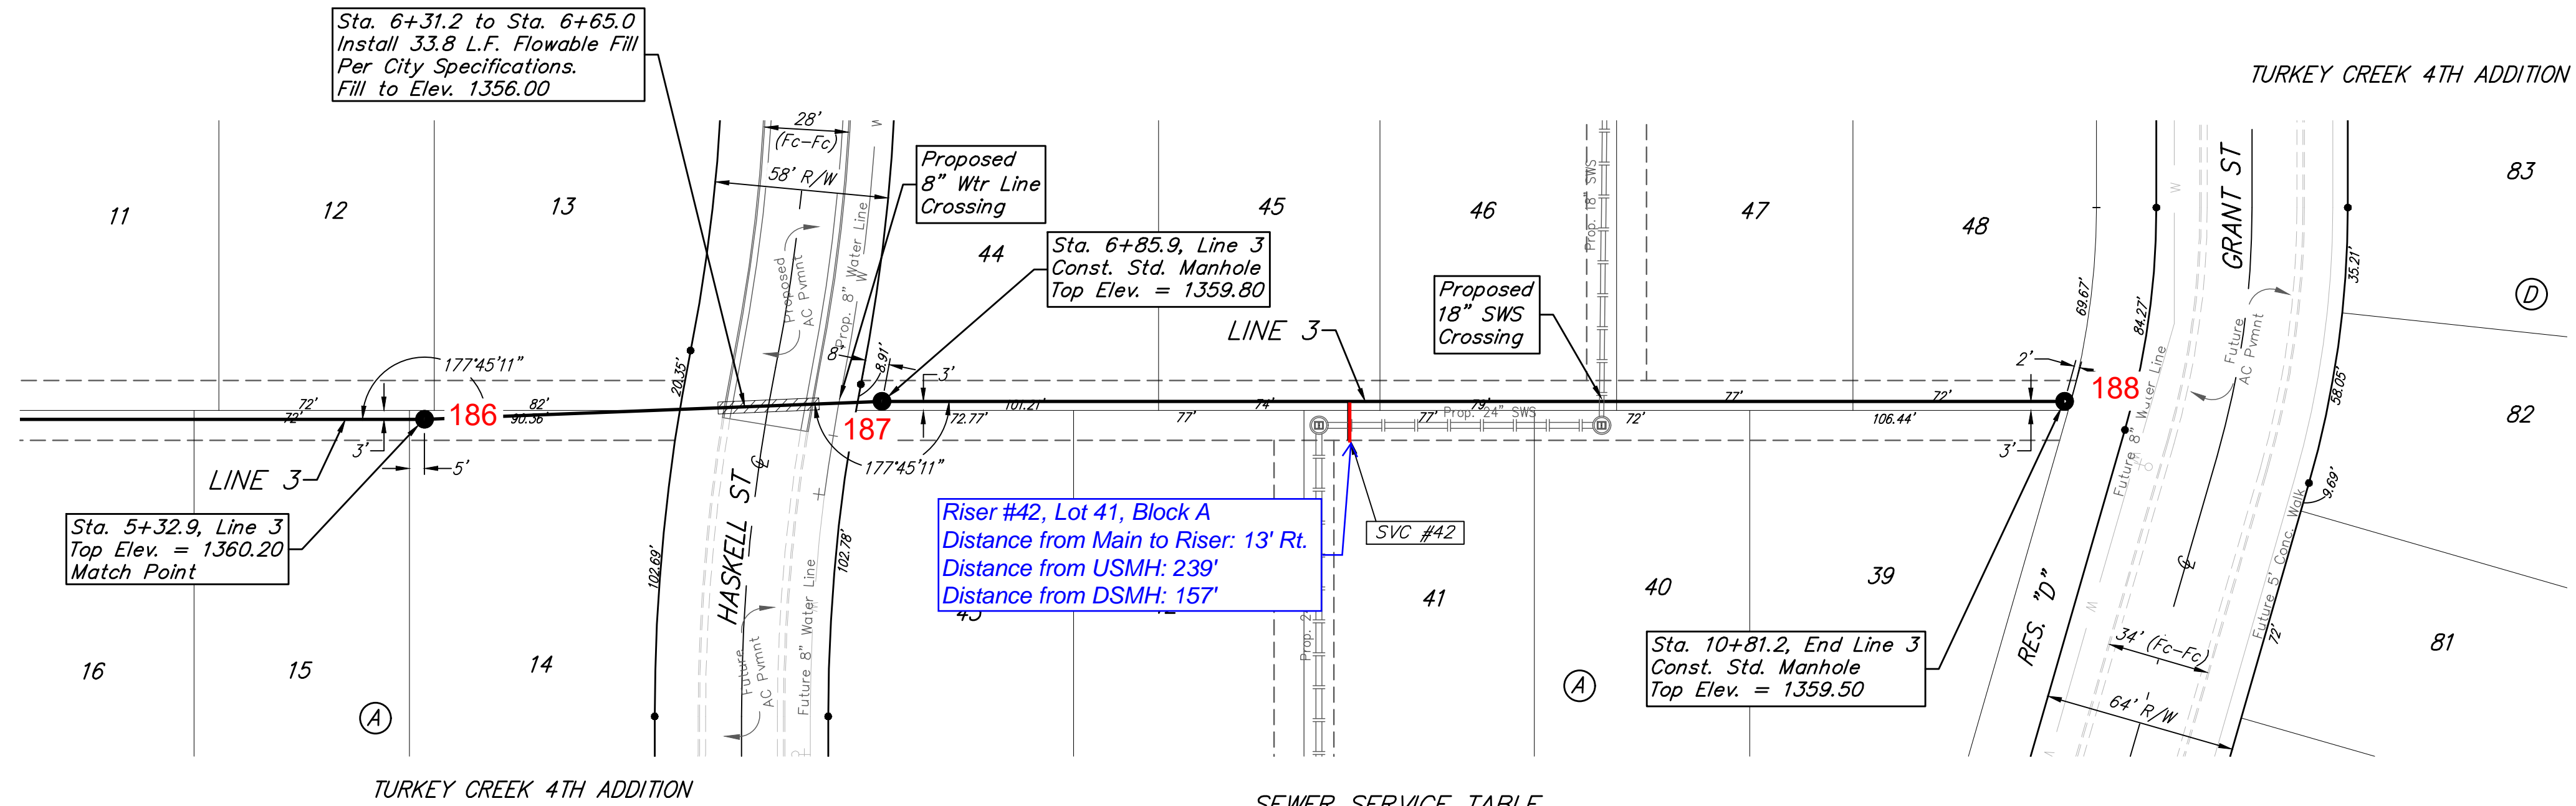 Sta. 6+31.2 to Sta. 6+65.0
Install 33.8 L.F. Flowable Fill
Per City Specifications.
Fill to Elev. 1356.00
TURKEY CREEK 4TH ADDITION
28'
(Fc-Fc)
58' R/W
W
Proposed
8" Wtr Line
Crossing
11
12
13
44
45
46
47
48
83
Prop. 18" SWS
GRANT ST
W
35.21'
D
Proposed
AC Pvmnt
Prop. 8" Water Line
W
Sta. 6+85.9, Line 3
Const. Std. Manhole
Top Elev. = 1359.80
LINE 3
Proposed
18" SWS
Crossing
69.67'
84.27'
Future
AC Pvmnt
Future 8" Water Line
58.05'
177°45'11"
20.35'
8'
8.91'
3'
2'
188
72'
72'
186
82'
90.56'
187
101.21'
72.77'
74'
77'
79'
77'
Prop. 24" SWS
77'
72'
72'
106.44'
82
3'
5'
177°45'11"
3'
LINE 3
9.69'
Sta. 5+32.9, Line 3
Top Elev. = 1360.20
Match Point
HASKELL ST
102.69'
102.78'
Riser #42, Lot 41, Block A
Distance from Main to Riser: 13' Rt.
Distance from USMH: 239'
Distance from DSMH: 157'
SVC #42
Future 8" Water Line
Future
AC Pvmnt
16
15
14
43
41
40
39
A
A
Sta. 10+81.2, End Line 3
Const. Std. Manhole
Top Elev. = 1359.50
RES. "D"
34' (Fc-Fc)
64' R/W
Future 5' Conc. Walk
72'
81
TURKEY CREEK 4TH ADDITION
SEWER SERVICE TABLE